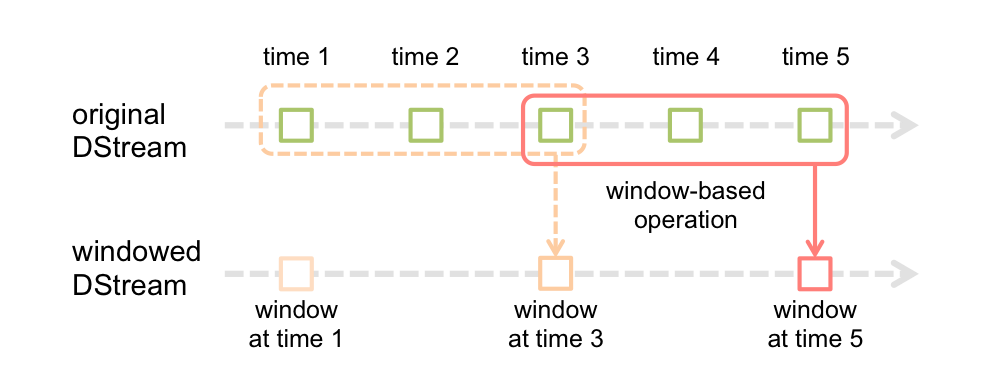 time 1 time 2 time 3 time 4 time 5
original
DStream
window-based
operation
windowed
DStream
window
at time 1
window
at time 3
window
at time 5